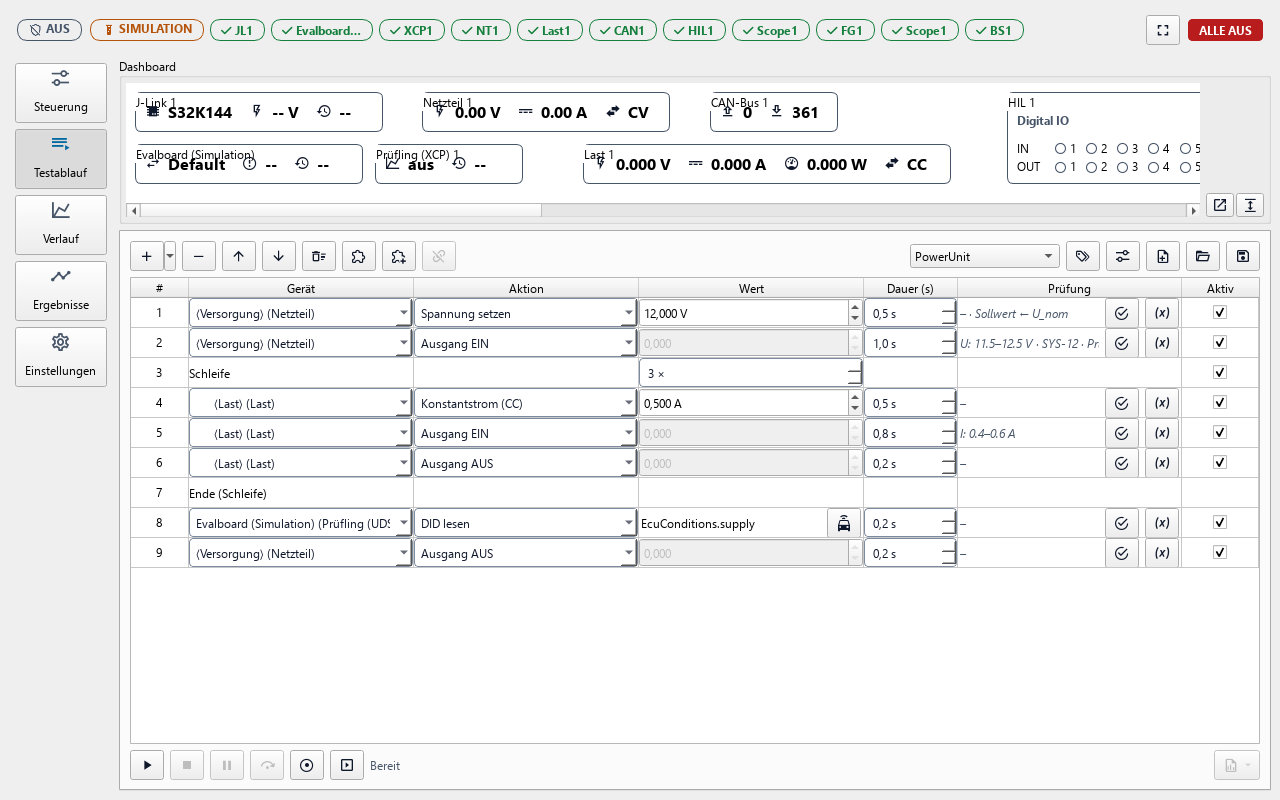 AUS SIMULATION JL1 Evalboard... XCP1 NT1 Last1 CAN1 HIL1 Scope1 FG1 Scope1 BS1 ALLE AUS
Dashboard
Steuerung
Testablauf
Verlauf
Ergebnisse
Einstellungen
J-Link 1
S32K144 -- V --
Netzteil 1
0.00 V 0.00 A CV
CAN-Bus 1
0 361
HIL 1
Digital IO
IN 1 2 3 4 5
OUT 1 2 3 4 5
Evalboard (Simulation)
Default -- --
Prüfling (XCP) 1
aus --
Last 1
0.000 V 0.000 A 0.000 W CC
PowerUnit
# Gerät Aktion Wert Dauer (s) Prüfung Aktiv
1 ⟨Versorgung⟩ (Netzteil) Spannung setzen 12,000 V 0,5 s – · Sollwert ← U_nom (x)
2 ⟨Versorgung⟩ (Netzteil) Ausgang EIN 0,000 1,0 s U: 11.5–12.5 V · SYS-12 · (x)
3 Schleife 3 ×
4 ⟨Last⟩ (Last) Konstantstrom (CC) 0,500 A 0,5 s – (x)
5 ⟨Last⟩ (Last) Ausgang EIN 0,000 0,8 s I: 0.4–0.6 A (x)
6 ⟨Last⟩ (Last) Ausgang AUS 0,000 0,2 s – (x)
7 Ende (Schleife)
8 Evalboard (Simulation) (Prüfling (UDS DID lesen EcuConditions.supply 0,2 s – (x)
9 ⟨Versorgung⟩ (Netzteil) Ausgang AUS 0,000 0,2 s – (x)
Bereit